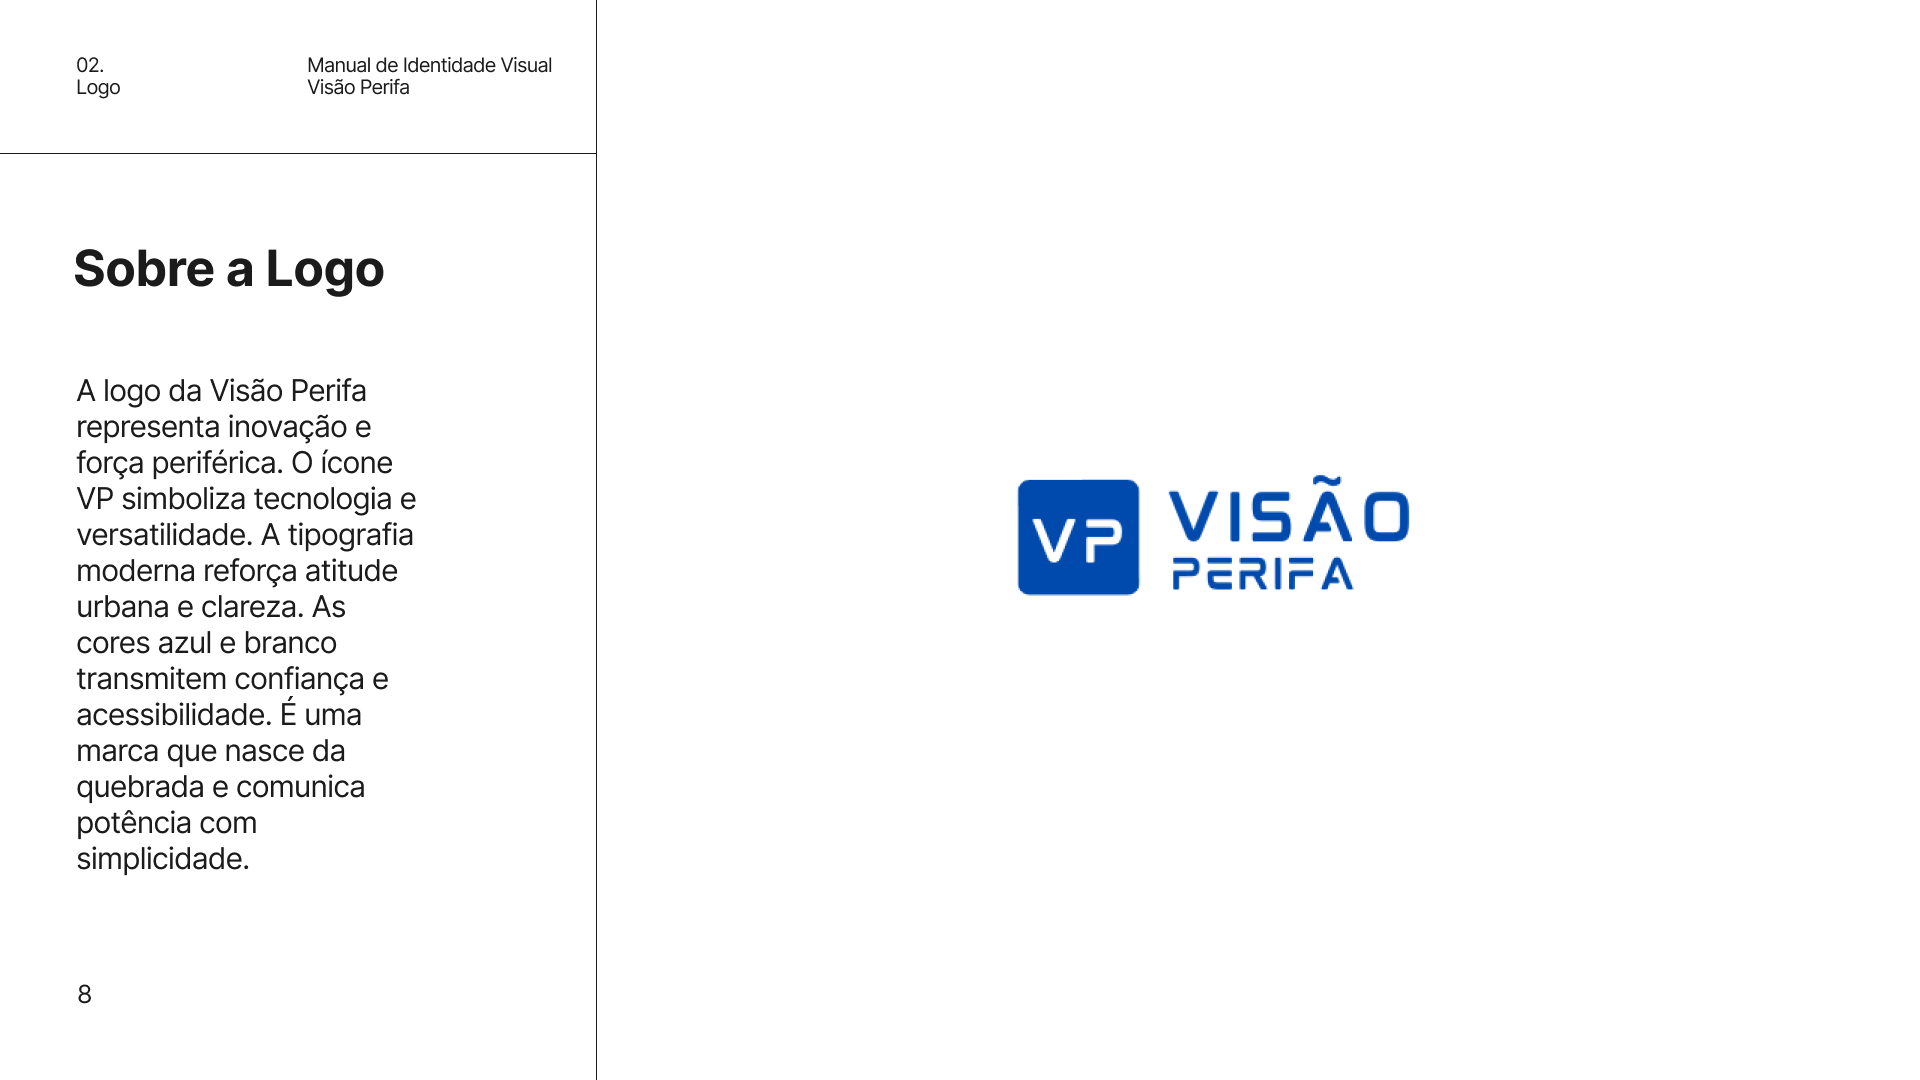 02.
Logo
Manual de Identidade Visual
Visão Perifa
Sobre a Logo
A logo da Visão Perifa
representa inovação e
força periférica. O ícone
VP simboliza tecnologia e
versatilidade. A tipografia
moderna reforça atitude
urbana e clareza. As
cores azul e branco
transmitem confiança e
acessibilidade. É uma
marca que nasce da
quebrada e comunica
potência com
simplicidade.
8
VP
VISÃO
PERIFA